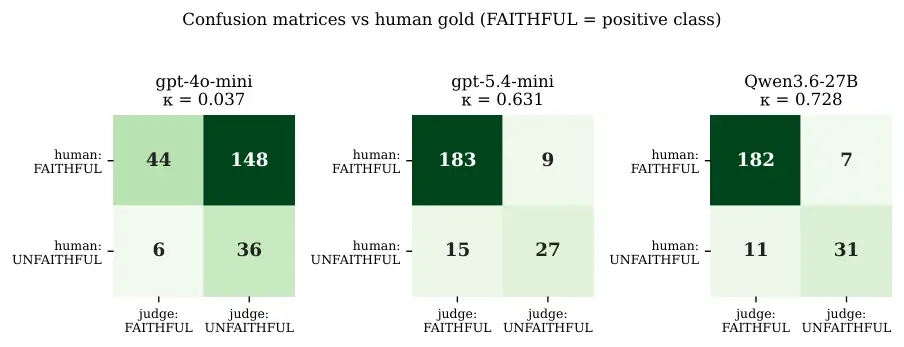 Confusion matrices vs human gold (FAITHFUL = positive class)
gpt-4o-mini
κ = 0.037
human:
FAITHFUL
44
148
human:
UNFAITHFUL
6
36
judge:
FAITHFUL
judge:
UNFAITHFUL
gpt-5.4-mini
κ = 0.631
human:
FAITHFUL
183
9
human:
UNFAITHFUL
15
27
judge:
FAITHFUL
judge:
UNFAITHFUL
Qwen3.6-27B
κ = 0.728
human:
FAITHFUL
182
7
human:
UNFAITHFUL
11
31
judge:
FAITHFUL
judge:
UNFAITHFUL